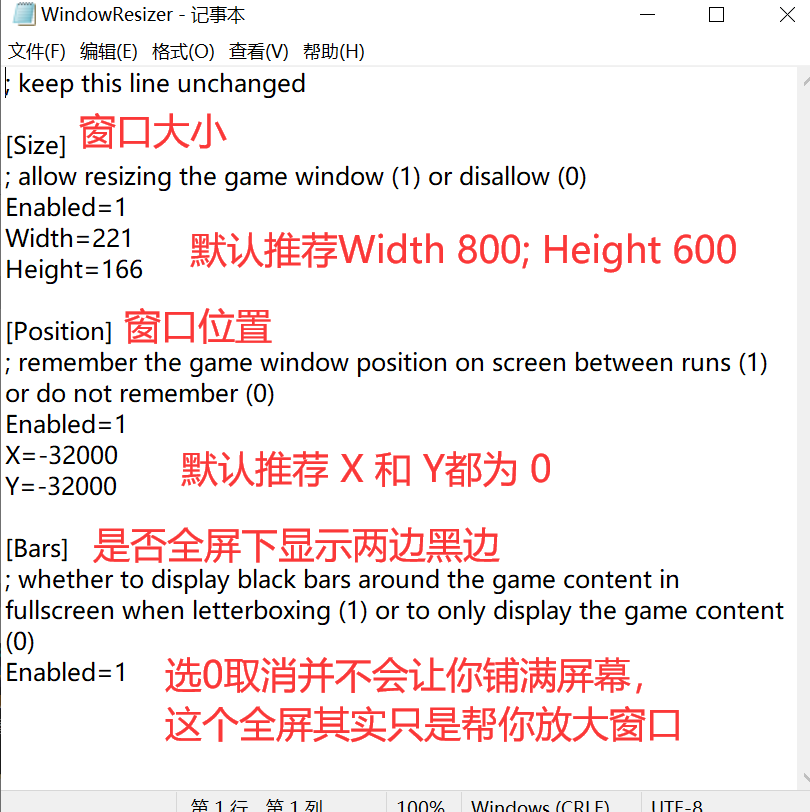 WindowResizer - 记事本
文件(F) 编辑(E) 格式(O) 查看(V) 帮助(H)
; keep this line unchanged
[Size] 窗口大小
; allow resizing the game window (1) or disallow (0)
Enabled=1
Width=221
默认推荐Width 800; Height 600
Height=166
[Position] 窗口位置
; remember the game window position on screen between runs (1)
or do not remember (0)
Enabled=1
X=-32000
默认推荐 X 和 Y都为 0
Y=-32000
[Bars] 是否全屏下显示两边黑边
; whether to display black bars around the game content in
fullscreen when letterboxing (1) or to only display the game content
(0)
Enabled=1 选0取消并不会让你铺满屏幕，
这个全屏其实只是帮你放大窗口
第 1 行，第 1 列 100% Windows (CRLF) UTF-8